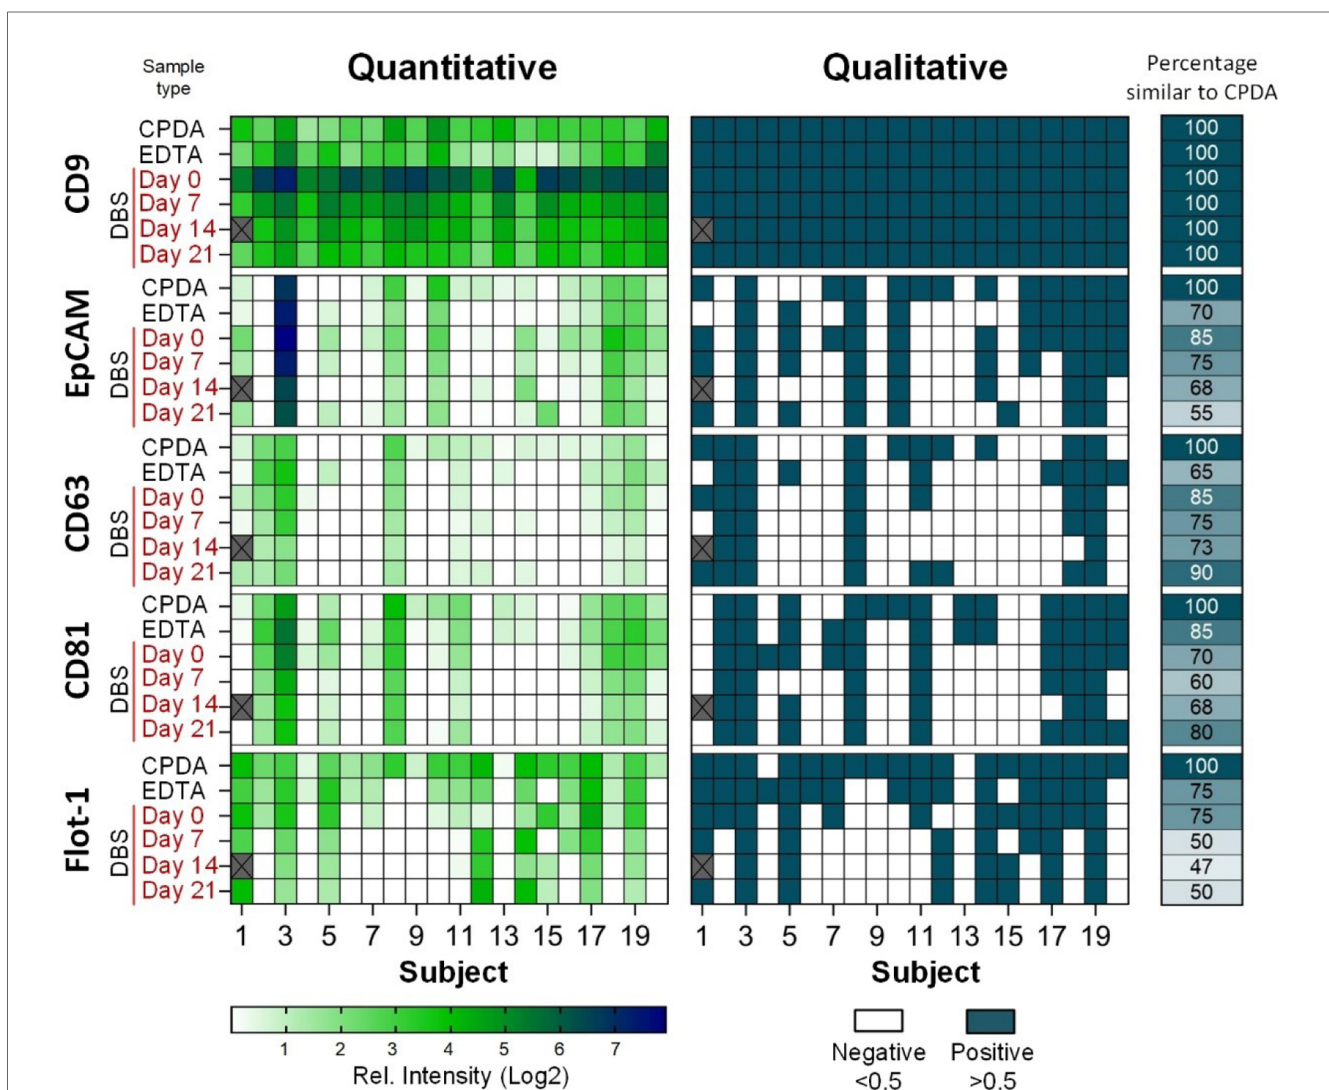 Quantitative
Qualitative
Sample
type
Percentage
similar to CPDA
CD9
DBS
CPDA
EDTA
Day 0
Day 7
Day 14
Day 21
100
100
100
100
100
100
EpCAM
DBS
CPDA
EDTA
Day 0
Day 7
Day 14
Day 21
100
70
85
75
68
55
CD63
DBS
CPDA
EDTA
Day 0
Day 7
Day 14
Day 21
100
65
85
75
73
90
CD81
DBS
CPDA
EDTA
Day 0
Day 7
Day 14
Day 21
100
85
70
60
68
80
Flot-1
DBS
CPDA
EDTA
Day 0
Day 7
Day 14
Day 21
100
75
75
50
47
50
1 3 5 7 9 11 13 15 17 19
Subject
1 3 5 7 9 11 13 15 17 19
Subject
1 2 3 4 5 6 7
Rel. Intensity (Log2)
Negative
<0.5
Positive
>0.5